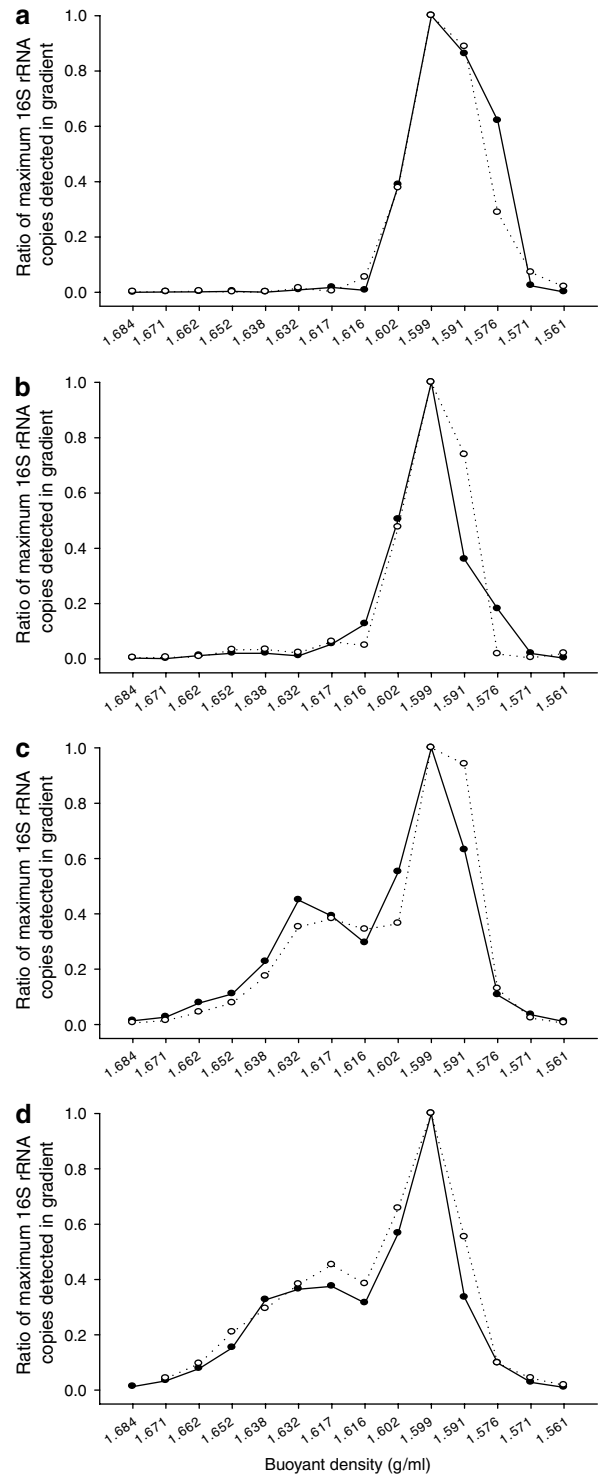 a
Ratio of maximum 16S rRNA
copies detected in gradient
1.0
0.8
0.6
0.4
0.2
0.0
1.684 1.671 1.662 1.652 1.638 1.632 1.617 1.616 1.602 1.599 1.591 1.576 1.571 1.561
b
Ratio of maximum 16S rRNA
copies detected in gradient
1.0
0.8
0.6
0.4
0.2
0.0
1.684 1.671 1.662 1.652 1.638 1.632 1.617 1.616 1.602 1.599 1.591 1.576 1.571 1.561
c
Ratio of maximum 16S rRNA
copies detected in gradient
1.0
0.8
0.6
0.4
0.2
0.0
1.684 1.671 1.662 1.652 1.638 1.632 1.617 1.616 1.602 1.599 1.591 1.576 1.571 1.561
d
Ratio of maximum 16S rRNA
copies detected in gradient
1.0
0.8
0.6
0.4
0.2
0.0
1.684 1.671 1.662 1.652 1.638 1.632 1.617 1.616 1.602 1.599 1.591 1.576 1.571 1.561
Buoyant density (g/ml)